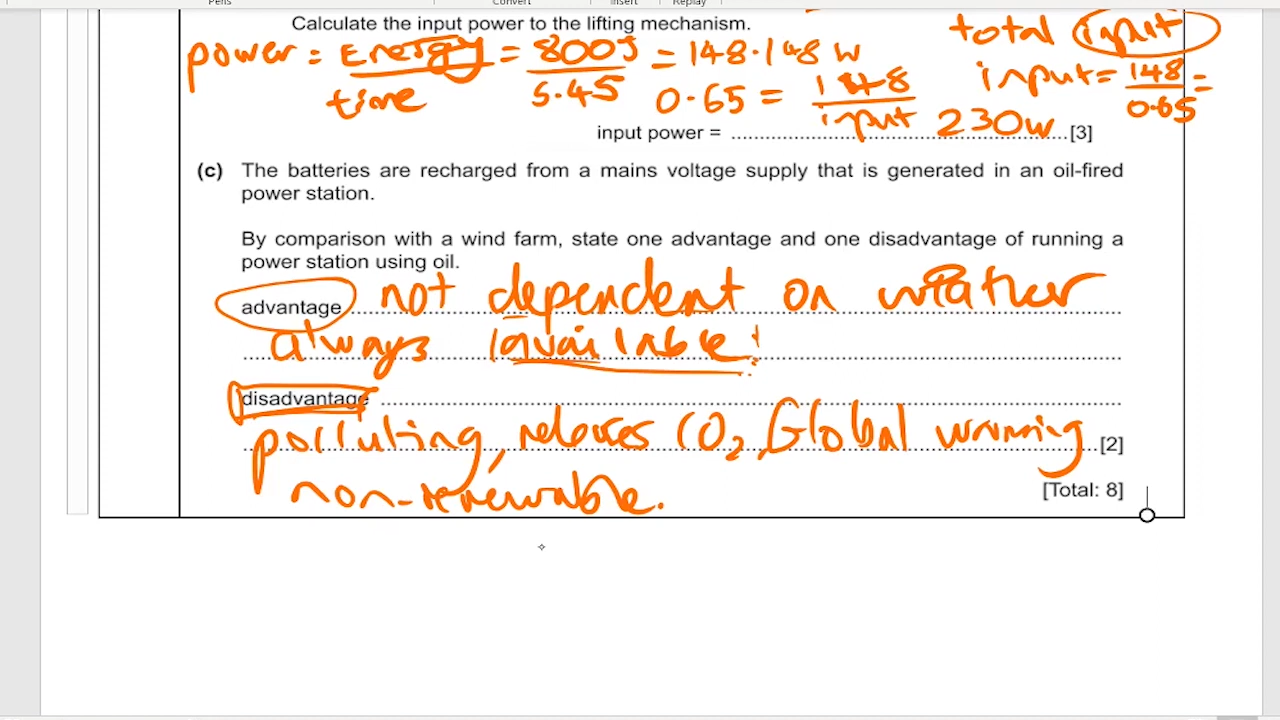 Pens Convert Insert Replay
Calculate the input power to the lifting mechanism.
total input
power = Energy / time = 800J / 5.45 = 148.148 W
input = 148 / 0.65 =
0.65 = 148 / input
input power = 230W [3]
(c) The batteries are recharged from a mains voltage supply that is generated in an oil-fired
power station.
By comparison with a wind farm, state one advantage and one disadvantage of running a
power station using oil.
advantage not dependent on weather
always available!
disadvantage
polluting, releases CO2, Global warming [2]
non-renewable.
[Total: 8]